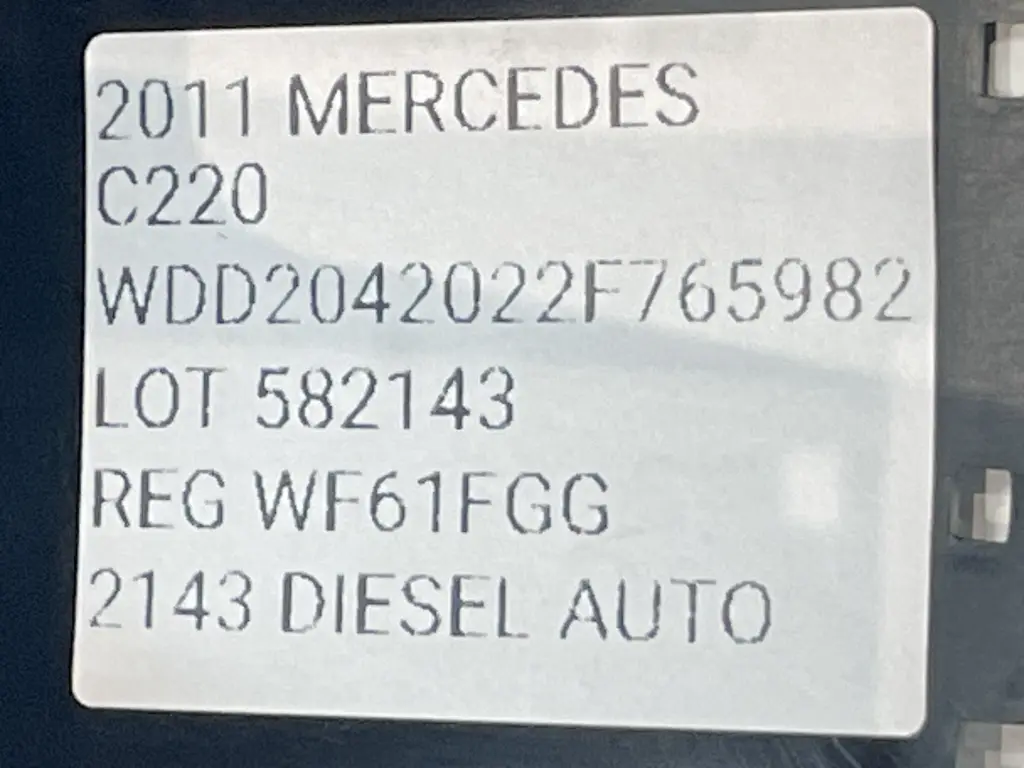 2011 MERCEDES
C220
WDD2042022F765982
LOT 582143
REG WF61FGG
2143 DIESEL AUTO